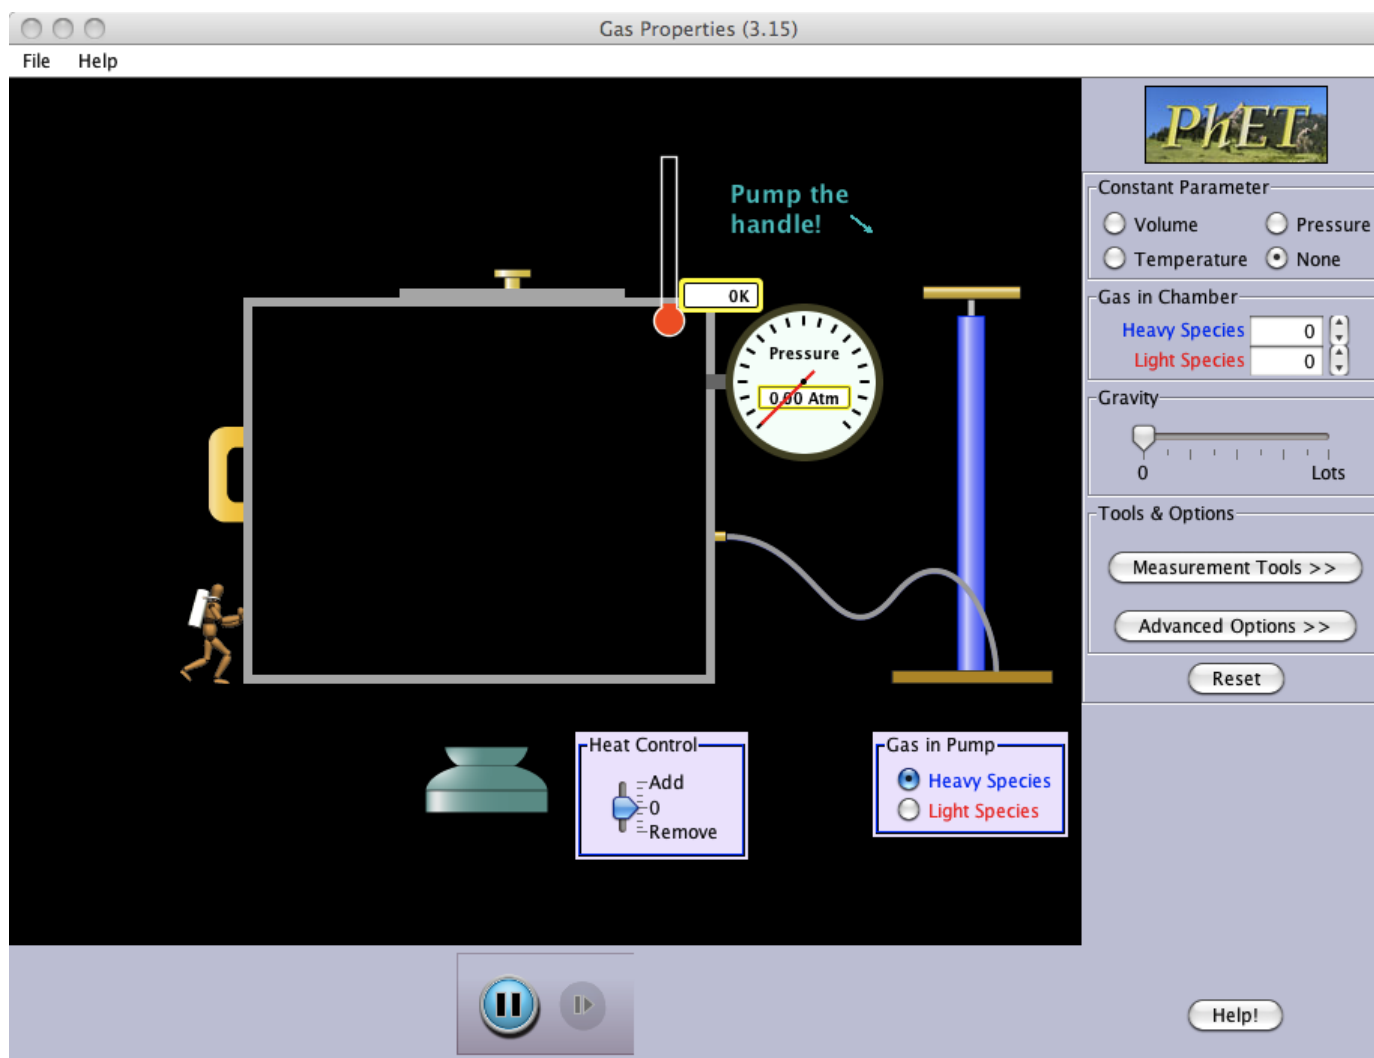 Gas Properties (3.15)
File Help
PhET
Pump the
handle!
0K
Pressure
0.00 Atm
Constant Parameter
Volume Pressure
Temperature None
Gas in Chamber
Heavy Species 0
Light Species 0
Gravity
0 Lots
Tools & Options
Measurement Tools >>
Advanced Options >>
Reset
Heat Control
Add
0
Remove
Gas in Pump
Heavy Species
Light Species
Help!